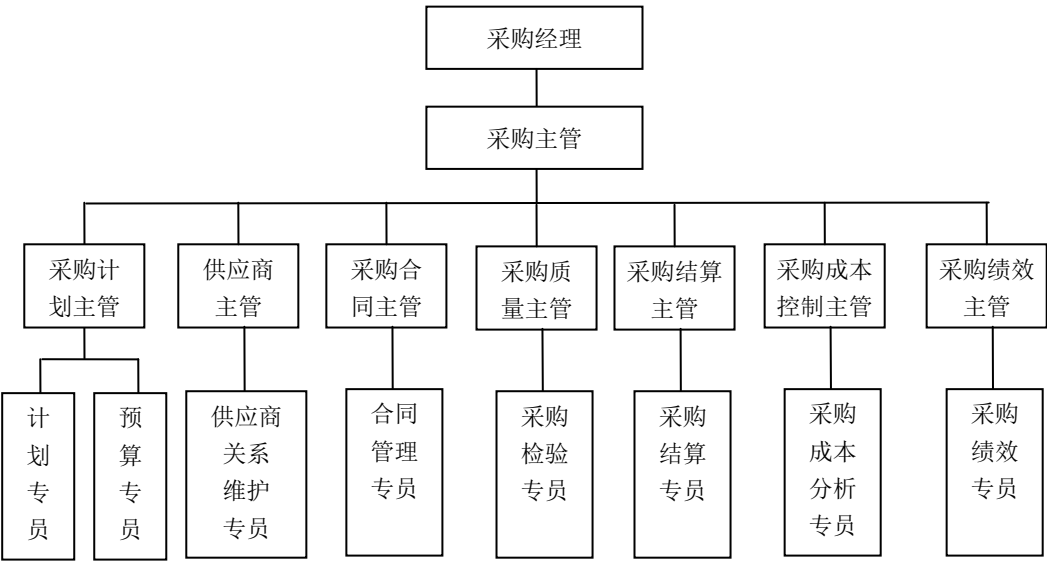 采购经理
采购主管
采购计
划主管
供应商
主管
采购合
同主管
采购质
量主管
采购结算
主管
采购成本
控制主管
采购绩效
主管
计
划
专
员
预
算
专
员
供应商
关系
维护
专员
合同
管理
专员
采购
检验
专员
采购
结算
专员
采购
成本
分析
专员
采购
绩效
专员